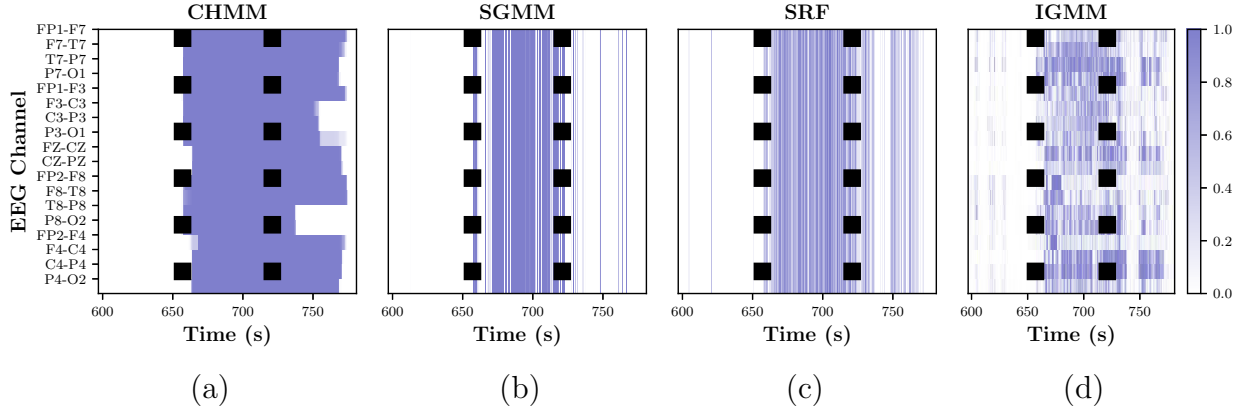 CHMM SGMM SRF IGMM
EEG Channel
FP1-F7
F7-T7
T7-P7
P7-O1
FP1-F3
F3-C3
C3-P3
P3-O1
FZ-CZ
CZ-PZ
FP2-F8
F8-T8
T8-P8
P8-O2
FP2-F4
F4-C4
C4-P4
P4-O2
1.0
0.8
0.6
0.4
0.2
0.0
600 650 700 750 600 650 700 750 600 650 700 750 600 650 700 750
Time (s) Time (s) Time (s) Time (s)
(a) (b) (c) (d)